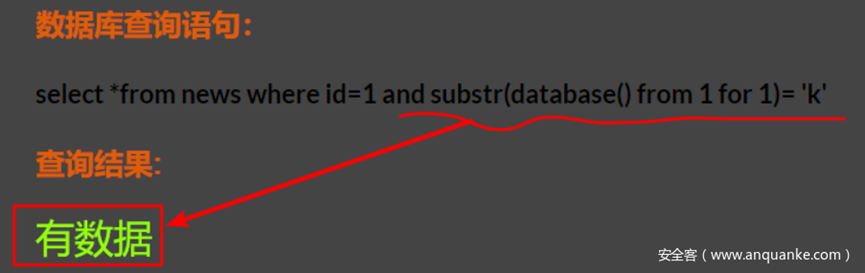 数据库查询语句：
select *from news where id=1 and substr(database() from 1 for 1)= 'k'
查询结果:
有数据
安全客（www.anquanke.com）